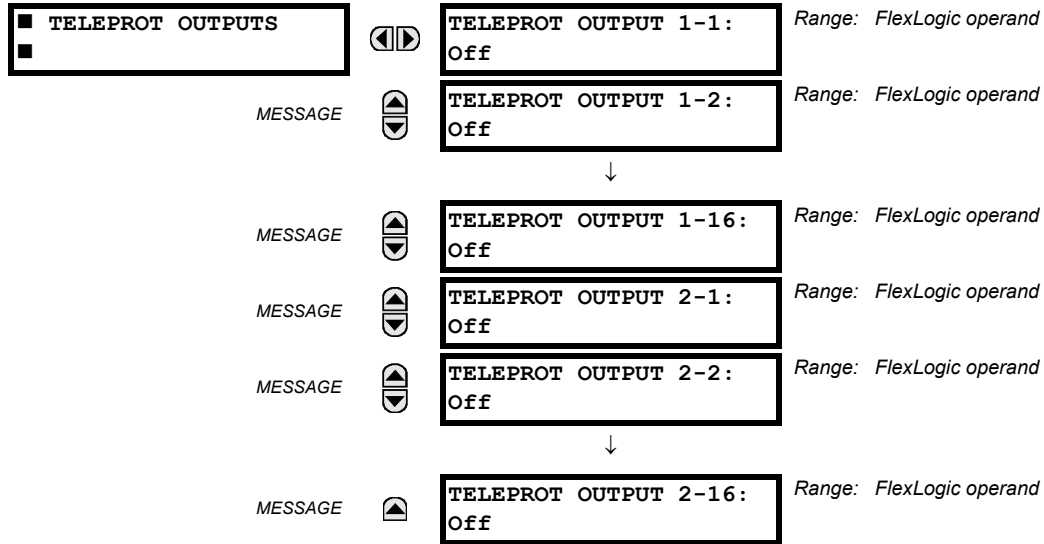 ■ TELEPROT OUTPUTS
■
TELEPROT OUTPUT 1-1:
Off
Range: FlexLogic operand
MESSAGE
TELEPROT OUTPUT 1-2:
Off
Range: FlexLogic operand
↓
MESSAGE
TELEPROT OUTPUT 1-16:
Off
Range: FlexLogic operand
MESSAGE
TELEPROT OUTPUT 2-1:
Off
Range: FlexLogic operand
MESSAGE
TELEPROT OUTPUT 2-2:
Off
Range: FlexLogic operand
↓
MESSAGE
TELEPROT OUTPUT 2-16:
Off
Range: FlexLogic operand